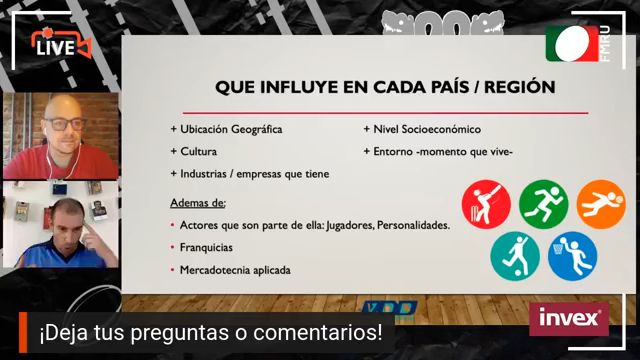 LIVE
FMRU
QUE INFLUYE EN CADA PAÍS / REGIÓN
+ Ubicación Geográfica
+ Cultura
+ Industrias / empresas que tiene
+ Nivel Socioeconómico
+ Entorno -momento que vive-
Ademas de:
• Actores que son parte de ella: Jugadores, Personalidades.
• Franquicias
• Mercadotecnia aplicada
¡Deja tus preguntas o comentarios!
invex